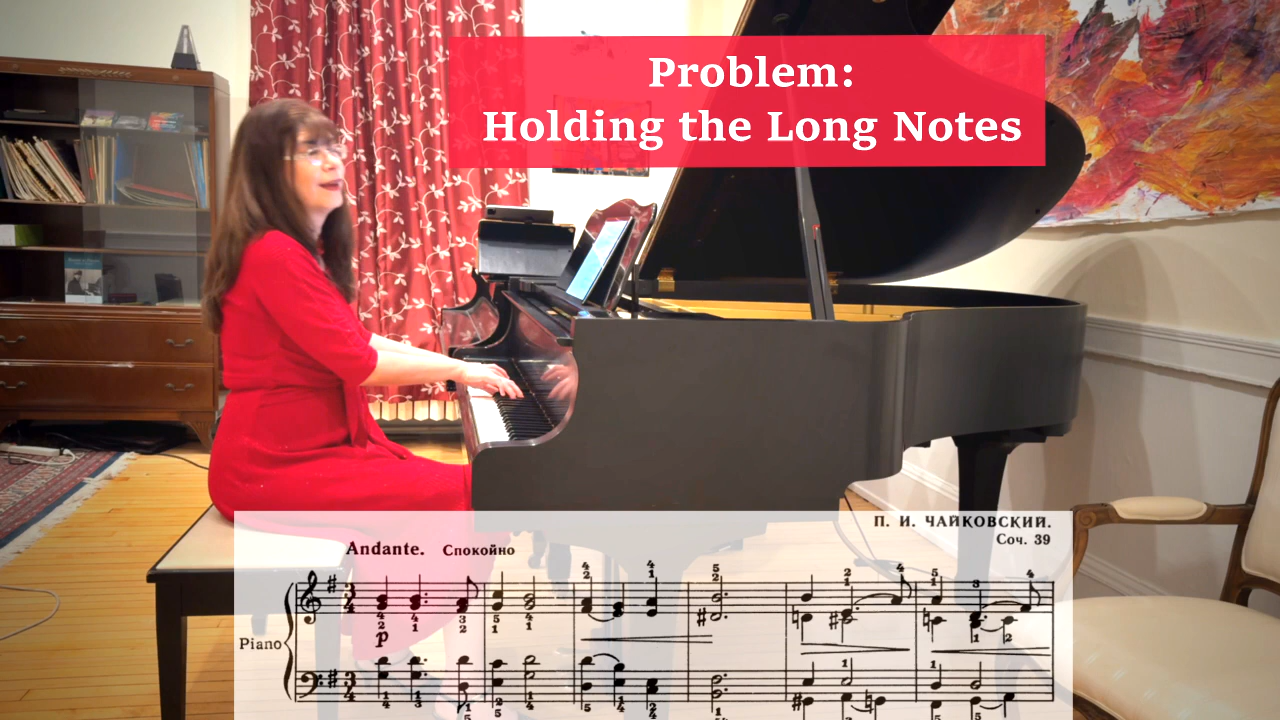 Problem:
Holding the Long Notes
П. И. ЧАЙКОВСКИЙ.
Соч. 39
Andante. Спокойно
Piano
p